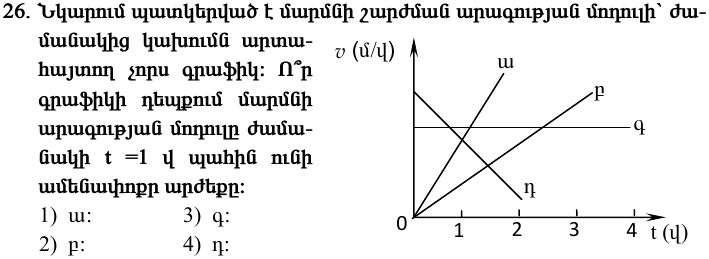 26. Նկարում պատկերված է մարմնի շարժման արագության մոդուլի՝ ժա-
մանակից կախումն արտա-
հայտող չորս գրաֆիկ: Ո՞ր
գրաֆիկի դեպքում մարմնի
արագության մոդուլը ժամա-
նակի t =1 վ պահին ունի
ամենափոքր արժեքը:
1) ա: 3) գ:
2) բ: 4) դ:
v (մ/վ)
ա
բ
գ
դ
0 1 2 3 4 t (վ)